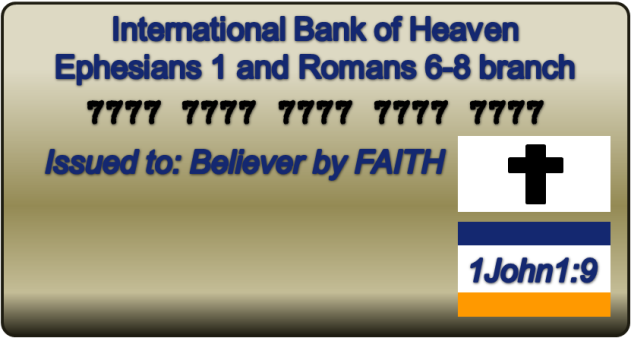 International Bank of Heaven
Ephesians 1 and Romans 6-8 branch
7777 7777 7777 7777 7777
Issued to: Believer by FAITH
1John1:9